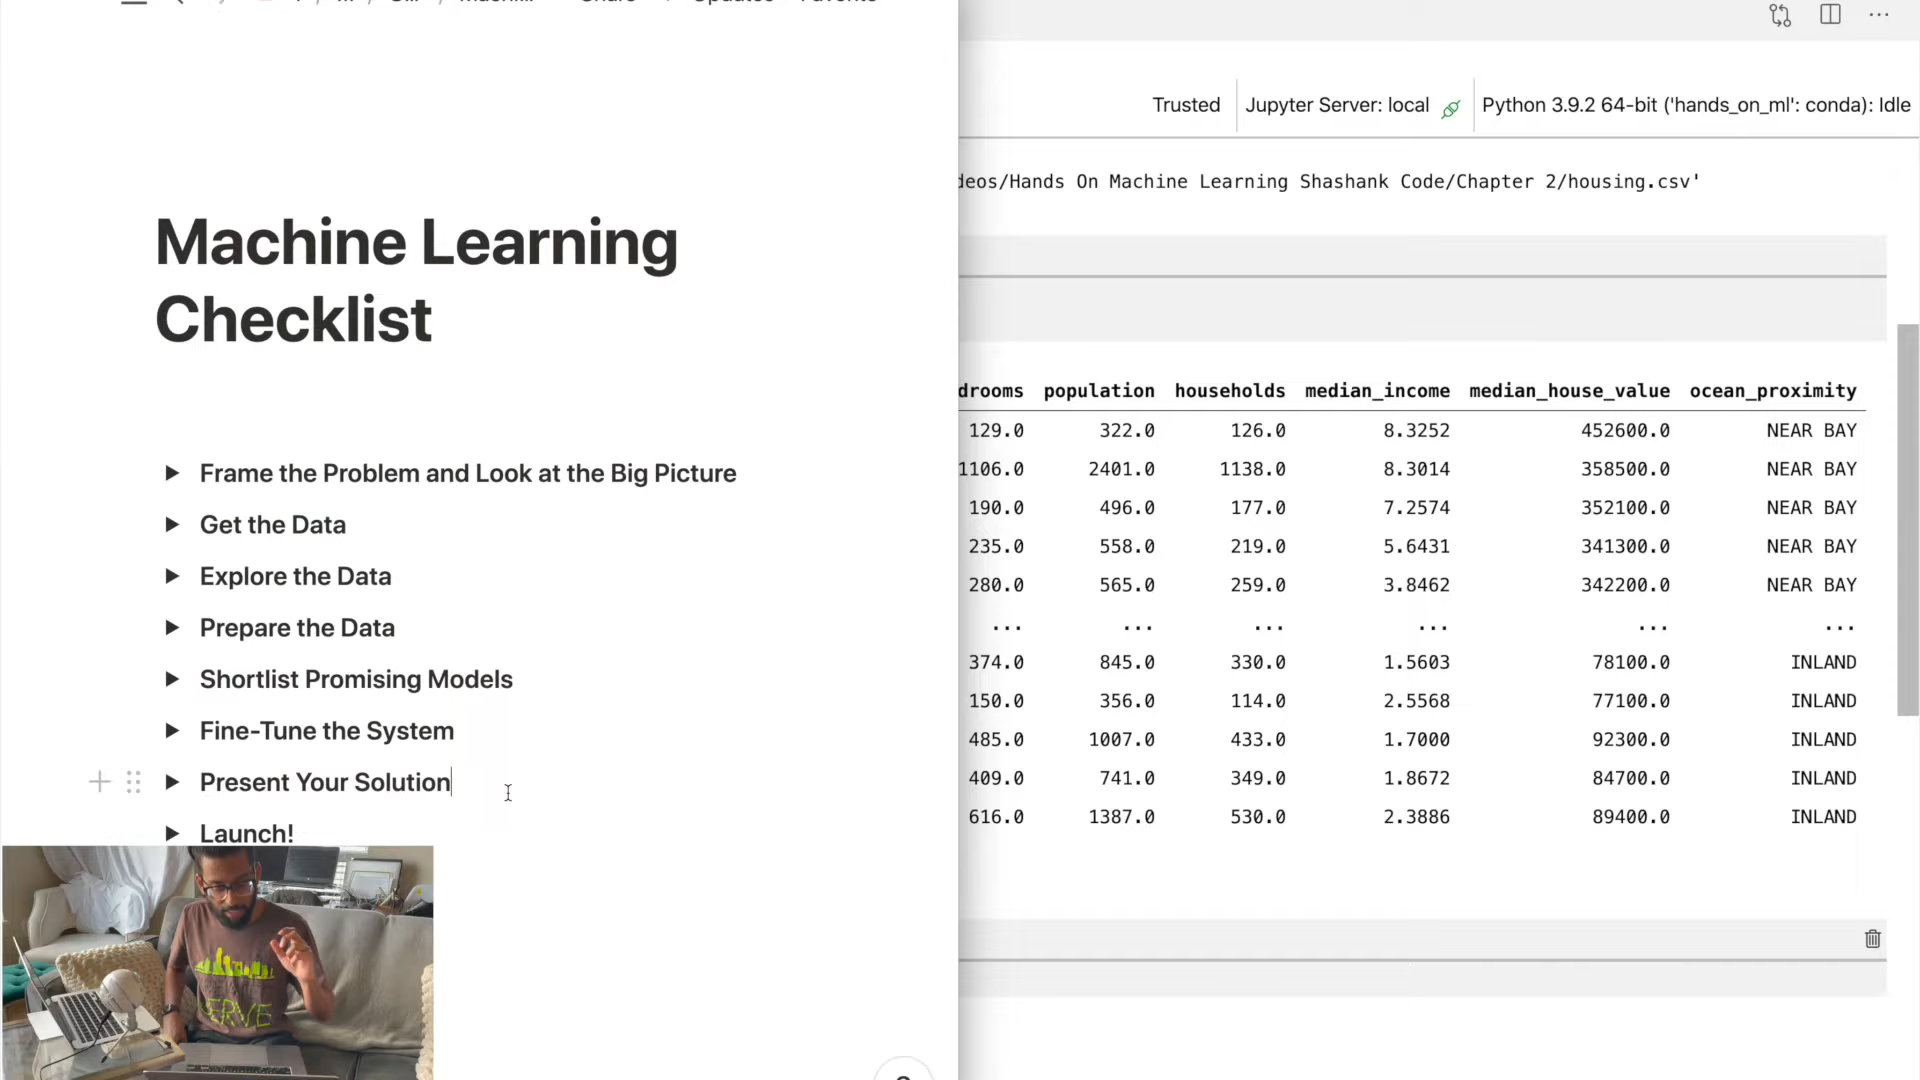 Share
Updates
Favorite
Machine Learning
Checklist
Frame the Problem and Look at the Big Picture
Get the Data
Explore the Data
Prepare the Data
Shortlist Promising Models
Fine-Tune the System
Present Your Solution
Launch!
SERVE
Trusted
Jupyter Server: local
Python 3.9.2 64-bit ('hands_on_ml': conda): Idle
deos/Hands On Machine Learning Shashank Code/Chapter 2/housing.csv'
drooms population households median_income median_house_value ocean_proximity
129.0 322.0 126.0 8.3252 452600.0 NEAR BAY
1106.0 2401.0 1138.0 8.3014 358500.0 NEAR BAY
190.0 496.0 177.0 7.2574 352100.0 NEAR BAY
235.0 558.0 219.0 5.6431 341300.0 NEAR BAY
280.0 565.0 259.0 3.8462 342200.0 NEAR BAY
... ... ... ... ... ...
374.0 845.0 330.0 1.5603 78100.0 INLAND
150.0 356.0 114.0 2.5568 77100.0 INLAND
485.0 1007.0 433.0 1.7000 92300.0 INLAND
409.0 741.0 349.0 1.8672 84700.0 INLAND
616.0 1387.0 530.0 2.3886 89400.0 INLAND